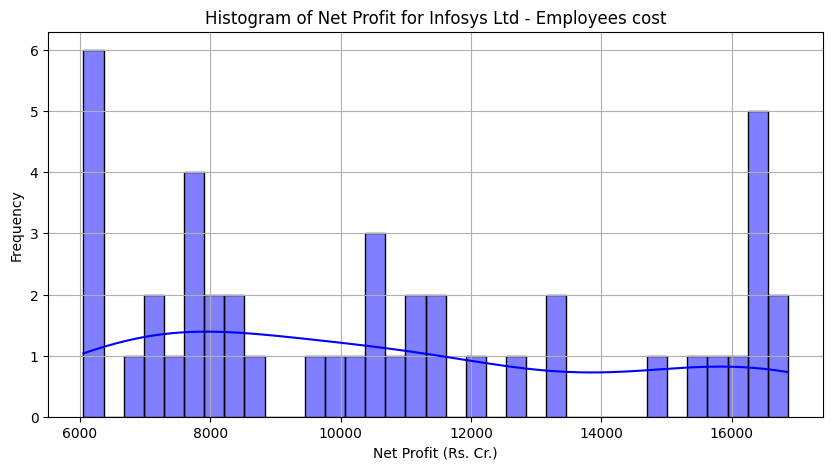 Histogram of Net Profit for Infosys Ltd - Employees cost
6
5
4
3
2
1
0
Frequency
6000 8000 10000 12000 14000 16000
Net Profit (Rs. Cr.)